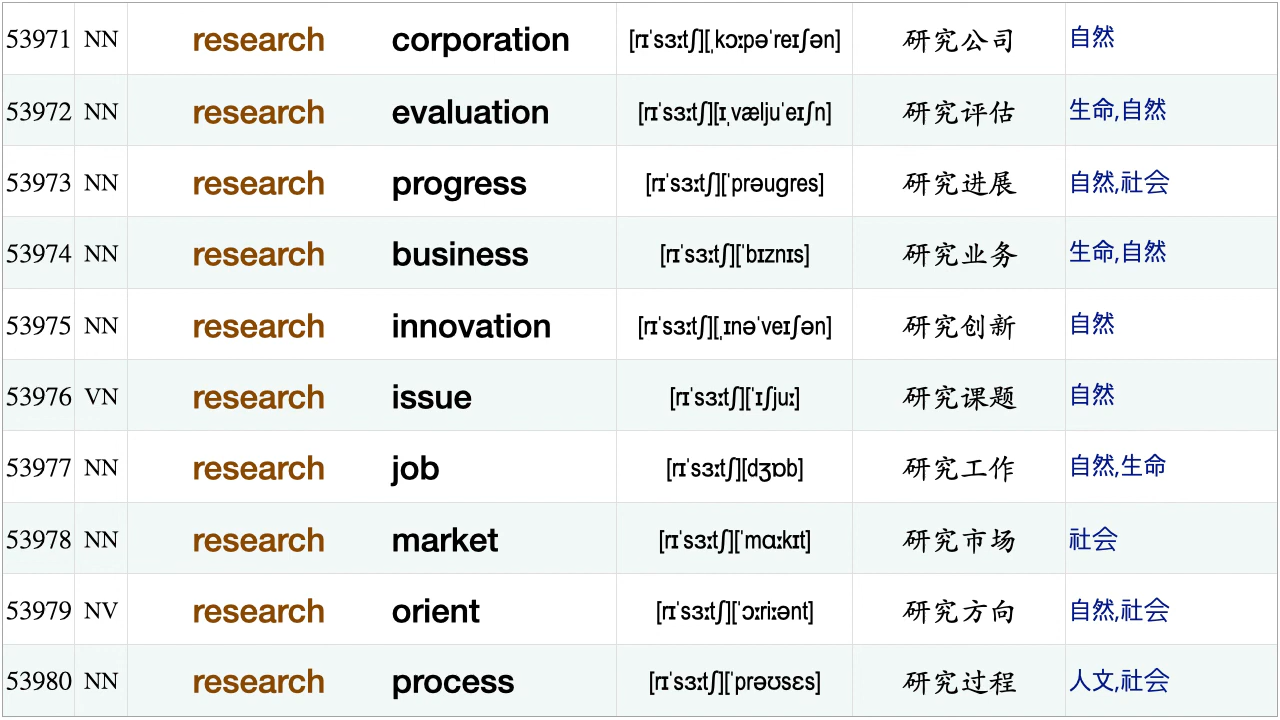 53971 NN research corporation [rɪˈsɜːtʃ][ˌkɔːpəˈreɪʃən] 研究公司 自然
53972 NN research evaluation [rɪˈsɜːtʃ][ɪˌvæljuˈeɪʃn] 研究评估 生命,自然
53973 NN research progress [rɪˈsɜːtʃ][ˈprəuɡres] 研究进展 自然,社会
53974 NN research business [rɪˈsɜːtʃ][ˈbɪznɪs] 研究业务 生命,自然
53975 NN research innovation [rɪˈsɜːtʃ][ˌɪnəˈveɪʃən] 研究创新 自然
53976 VN research issue [rɪˈsɜːtʃ][ˈɪʃjuː] 研究课题 自然
53977 NN research job [rɪˈsɜːtʃ][dʒɒb] 研究工作 自然,生命
53978 NN research market [rɪˈsɜːtʃ][ˈmɑːkɪt] 研究市场 社会
53979 NV research orient [rɪˈsɜːtʃ][ˈɔːriːənt] 研究方向 自然,社会
53980 NN research process [rɪˈsɜːtʃ][ˈprəʊsɛs] 研究过程 人文,社会